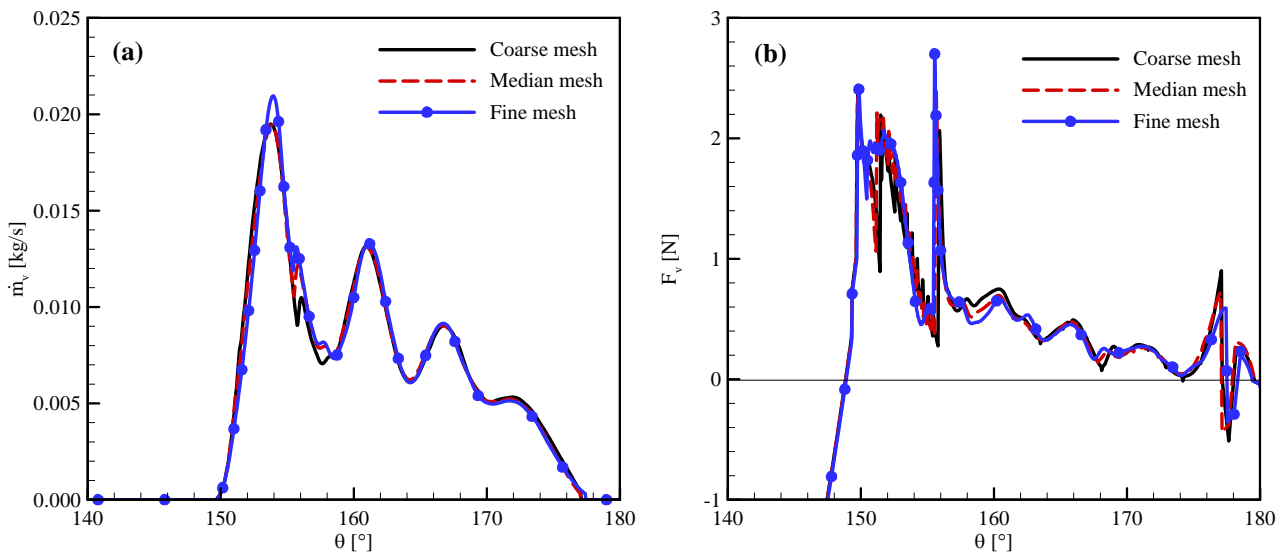 (a)
Coarse mesh
Median mesh
Fine mesh
ṁᵥ [kg/s]
0.025
0.020
0.015
0.010
0.005
0.000
140 150 160 170 180
θ [°]
(b)
Coarse mesh
Median mesh
Fine mesh
Fᵥ [N]
3
2
1
0
-1
140 150 160 170 180
θ [°]